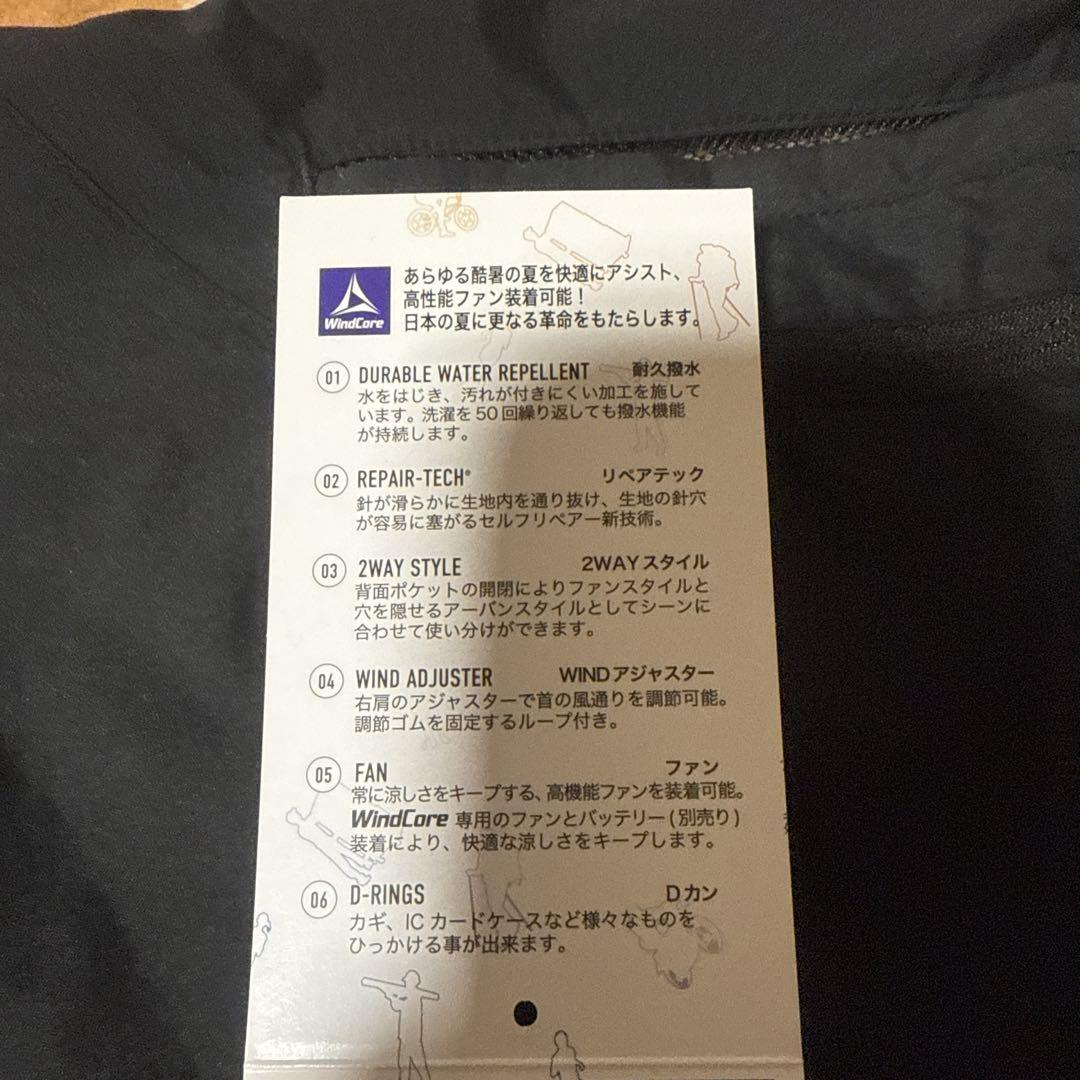 WindCore
あらゆる酷暑の夏を快適にアシスト、
高性能ファン装着可能！
日本の夏に更なる革命をもたらします。
01 DURABLE WATER REPELLENT 耐久撥水
水をはじき、汚れが付きにくい加工を施して
います。洗濯を50回繰り返しても撥水機能
が持続します。
02 REPAIR-TECH® リペアテック
針が滑らかに生地内を通り抜け、生地の針穴
が容易に塞がるセルフリペアー新技術。
03 2WAY STYLE 2WAYスタイル
背面ポケットの開閉によりファンスタイルと
穴を隠せるアーバンスタイルとしてシーンに
合わせて使い分けができます。
04 WIND ADJUSTER WINDアジャスター
右肩のアジャスターで首の風通りを調節可能。
調節ゴムを固定するループ付き。
05 FAN ファン
常に涼しさをキープする、高機能ファンを装着可能。
WindCore 専用のファンとバッテリー(別売り)
装着により、快適な涼しさをキープします。
06 D-RINGS Dカン
カギ、ICカードケースなど様々なものを
ひっかける事が出来ます。